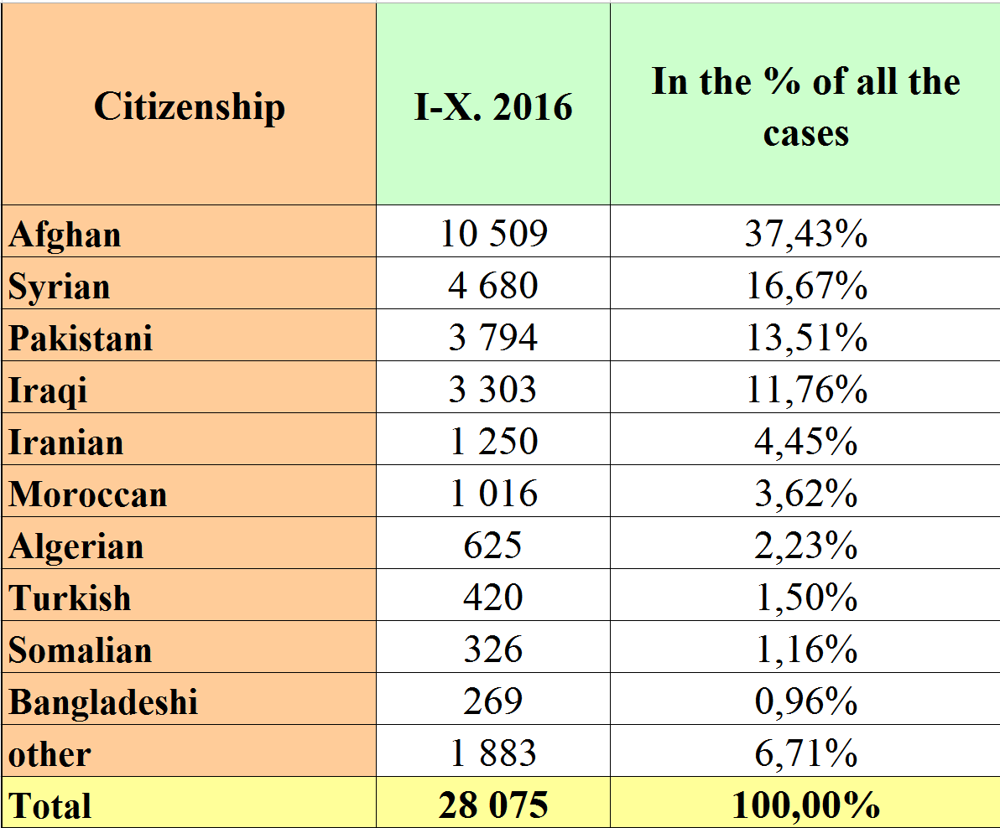 Citizenship I-X. 2016 In the % of all the
cases
Afghan 10 509 37,43%
Syrian 4 680 16,67%
Pakistani 3 794 13,51%
Iraqi 3 303 11,76%
Iranian 1 250 4,45%
Moroccan 1 016 3,62%
Algerian 625 2,23%
Turkish 420 1,50%
Somalian 326 1,16%
Bangladeshi 269 0,96%
other 1 883 6,71%
Total 28 075 100,00%